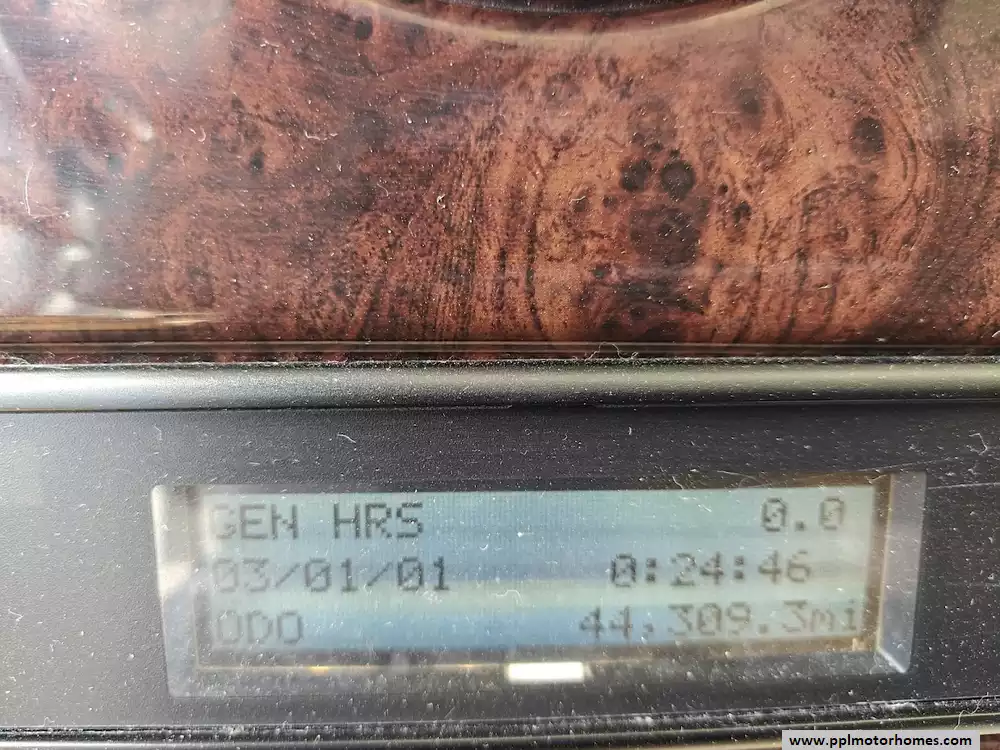 GEN HRS 0.0
03/01/01 0:24:46
ODO 44,309.3mi
www.pplmotorhomes.com